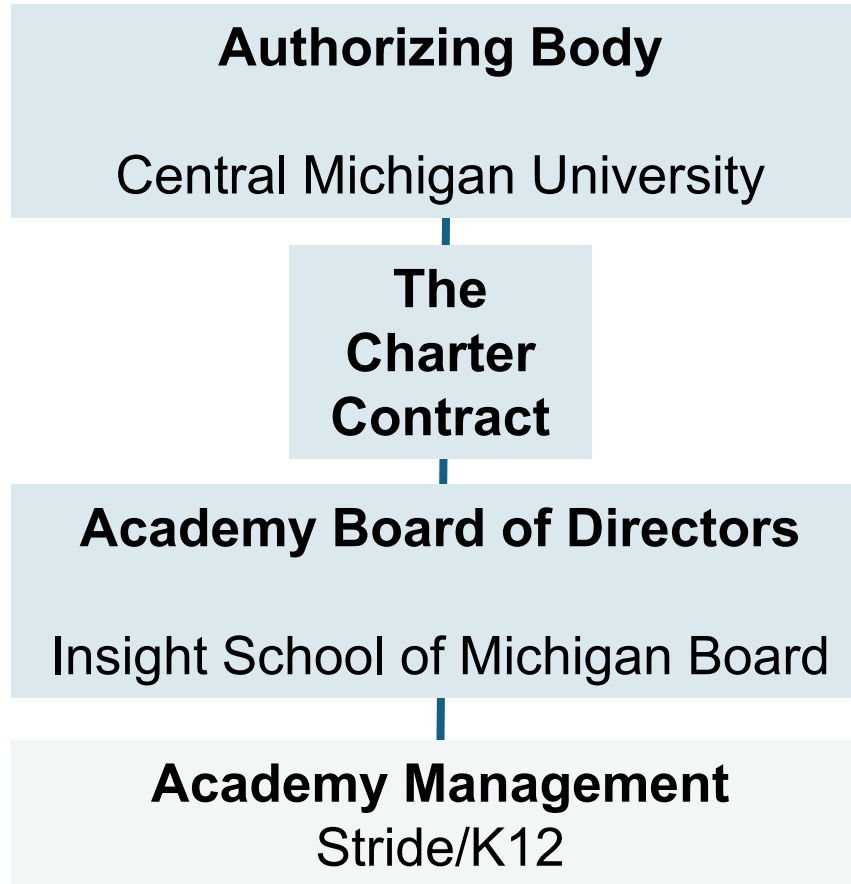 Authorizing Body
Central Michigan University
The
Charter
Contract
Academy Board of Directors
Insight School of Michigan Board
Academy Management
Stride/K12